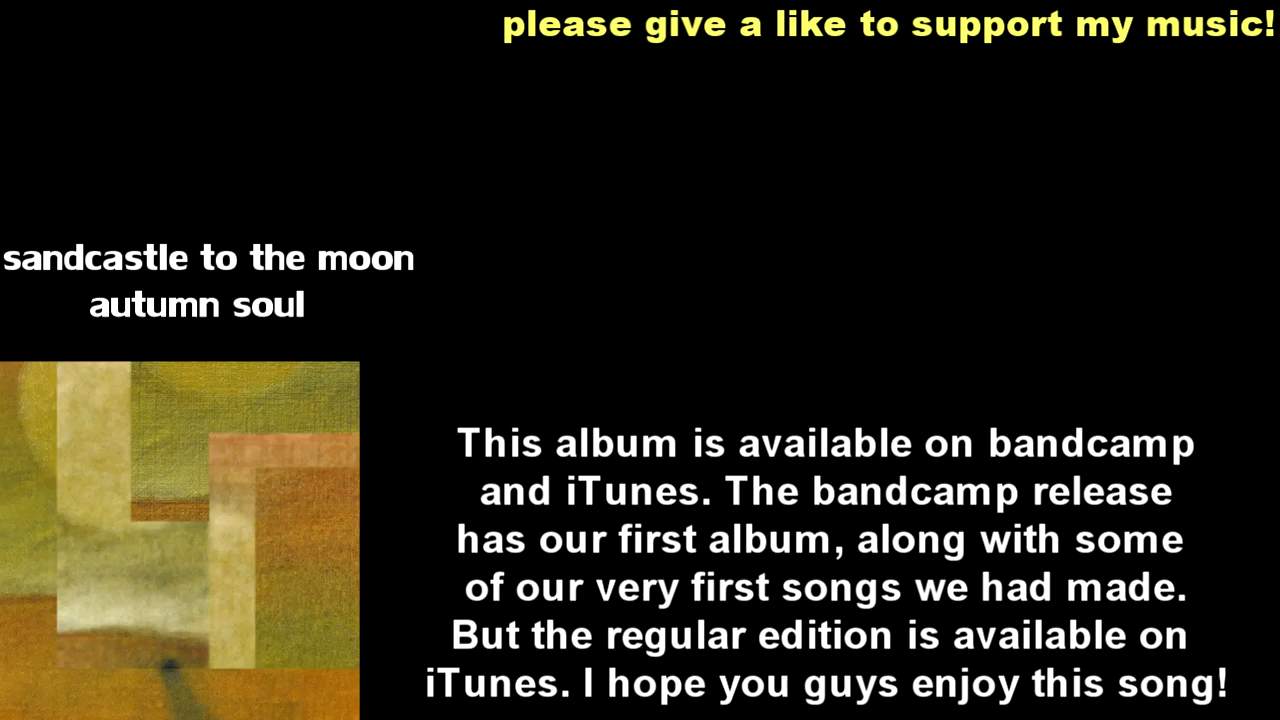 please give a like to support my music!
sandcastle to the moon
autumn soul
This album is available on bandcamp
and iTunes. The bandcamp release
has our first album, along with some
of our very first songs we had made.
But the regular edition is available on
iTunes. I hope you guys enjoy this song!